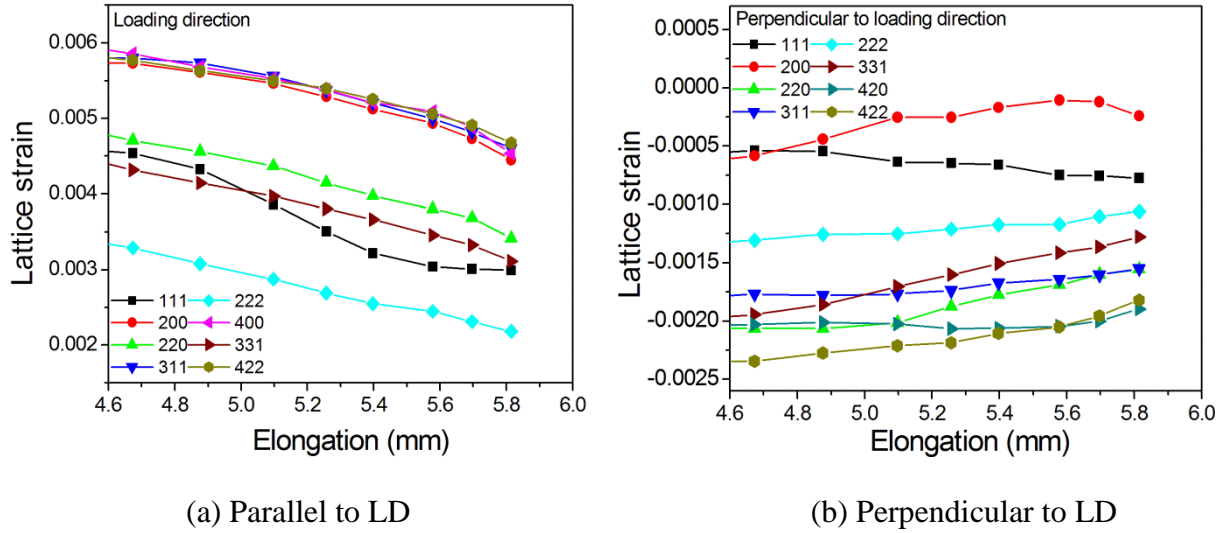 Loading direction
0.006
0.005
0.004
0.003
0.002
Lattice strain
111 222
200 400
220 331
311 422
4.6 4.8 5.0 5.2 5.4 5.6 5.8 6.0
Elongation (mm)
(a) Parallel to LD
Perpendicular to loading direction
111 222
200 331
220 420
311 422
0.0005
0.0000
-0.0005
-0.0010
-0.0015
-0.0020
-0.0025
Lattice strain
4.6 4.8 5.0 5.2 5.4 5.6 5.8 6.0
Elongation (mm)
(b) Perpendicular to LD